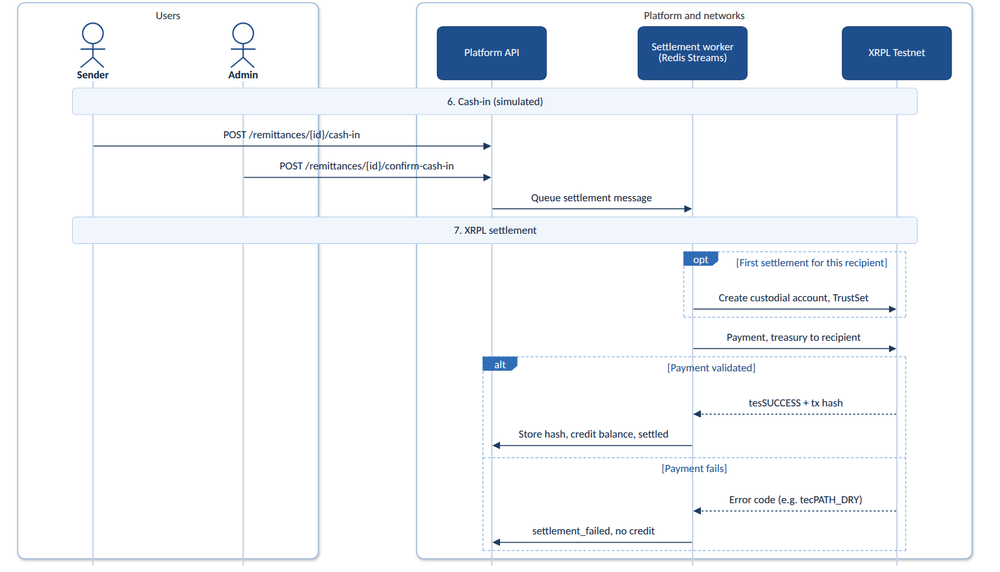 Users
Platform and networks
Sender
Admin
Platform API
Settlement worker
(Redis Streams)
XRPL Testnet
6. Cash-in (simulated)
POST /remittances/{id}/cash-in
POST /remittances/{id}/confirm-cash-in
Queue settlement message
7. XRPL settlement
opt
[First settlement for this recipient]
Create custodial account, TrustSet
Payment, treasury to recipient
alt
[Payment validated]
tesSUCCESS + tx hash
Store hash, credit balance, settled
[Payment fails]
Error code (e.g. tecPATH_DRY)
settlement_failed, no credit